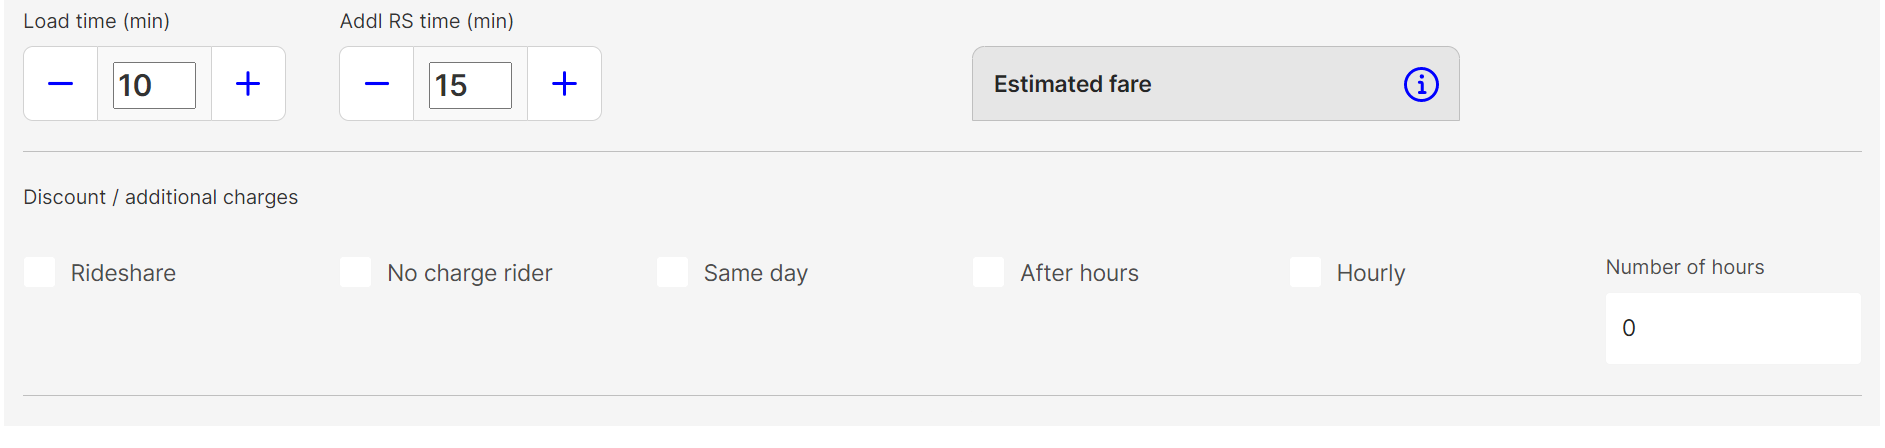 Load time (min)
Addl RS time (min)
10
15
Estimated fare
Discount / additional charges
Rideshare
No charge rider
Same day
After hours
Hourly
Number of hours
0